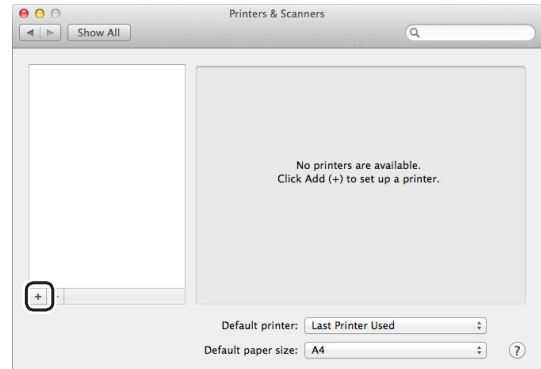 Printers & Scanners
Show All
No printers are available.
Click Add (+) to set up a printer.
+ -
Default printer: Last Printer Used
Default paper size: A4 ?